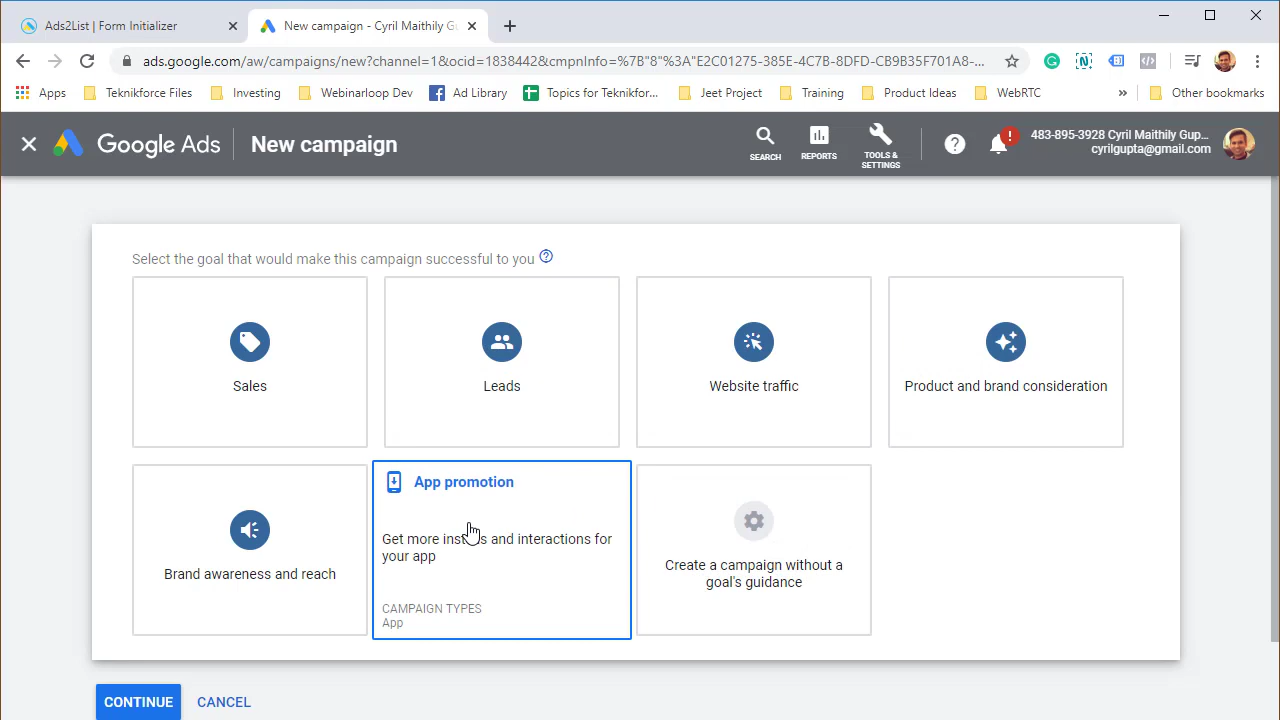 Ads2List | Form Initializer
New campaign - Cyril Maithily Gu
ads.google.com/aw/campaigns/new?channel=1&ocid=1838442&cmpnInfo=%7B"8"%3A"E2C01275-385E-4C7B-8DFD-CB9B35F701A6-...
Apps Teknikforce Files Investing Webinarloop Dev Ad Library Topics for Teknikfor... Jeet Project Training Product Ideas WebRTC » Other bookmarks
Google Ads New campaign
SEARCH REPORTS TOOLS & SETTINGS
483-895-3928 Cyril Maithily Gup...
cyrilgupta@gmail.com
Select the goal that would make this campaign successful to you
Sales
Leads
Website traffic
Product and brand consideration
Brand awareness and reach
App promotion
Get more installs and interactions for
your app
CAMPAIGN TYPES
App
Create a campaign without a
goal's guidance
CONTINUE
CANCEL